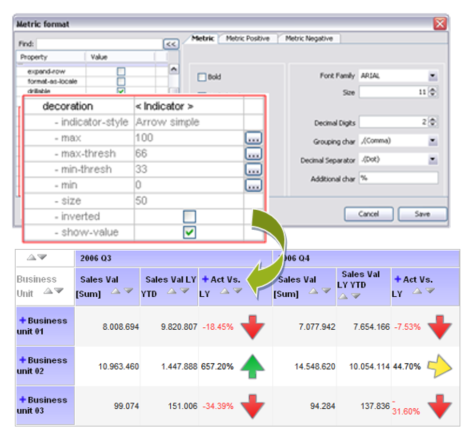 Metric format
Find:
<<
Metric
Metric Positive
Metric Negative
Property
Value
expand-row
format-as-locale
drillable
Bold
Font Family ARIAL
Size 11
Decimal Digits 2
Grouping char ,(Comma)
Decimal Separator .(Dot)
Additional char %
Cancel
Save
decoration < Indicator >
- indicator-style Arrow simple
- max 100 ...
- max-thresh 66 ...
- min-thresh 33 ...
- min 0 ...
- size 50
- inverted
- show-value
2006 Q3
2006 Q4
Business Unit
Sales Val [Sum]
Sales Val LY YTD
+ Act Vs. LY
Sales Val [Sum]
Sales Val LY YTD
+ Act Vs. LY
+ Business unit 01
8.008.694 9.820.807 -18.45% 7.077.942 7.654.166 -7.53%
+ Business unit 02
10.963.460 1.447.888 657.20% 14.548.620 10.054.114 44.70%
+ Business unit 03
99.074 151.006 -34.39% 94.284 137.836 -31.60%